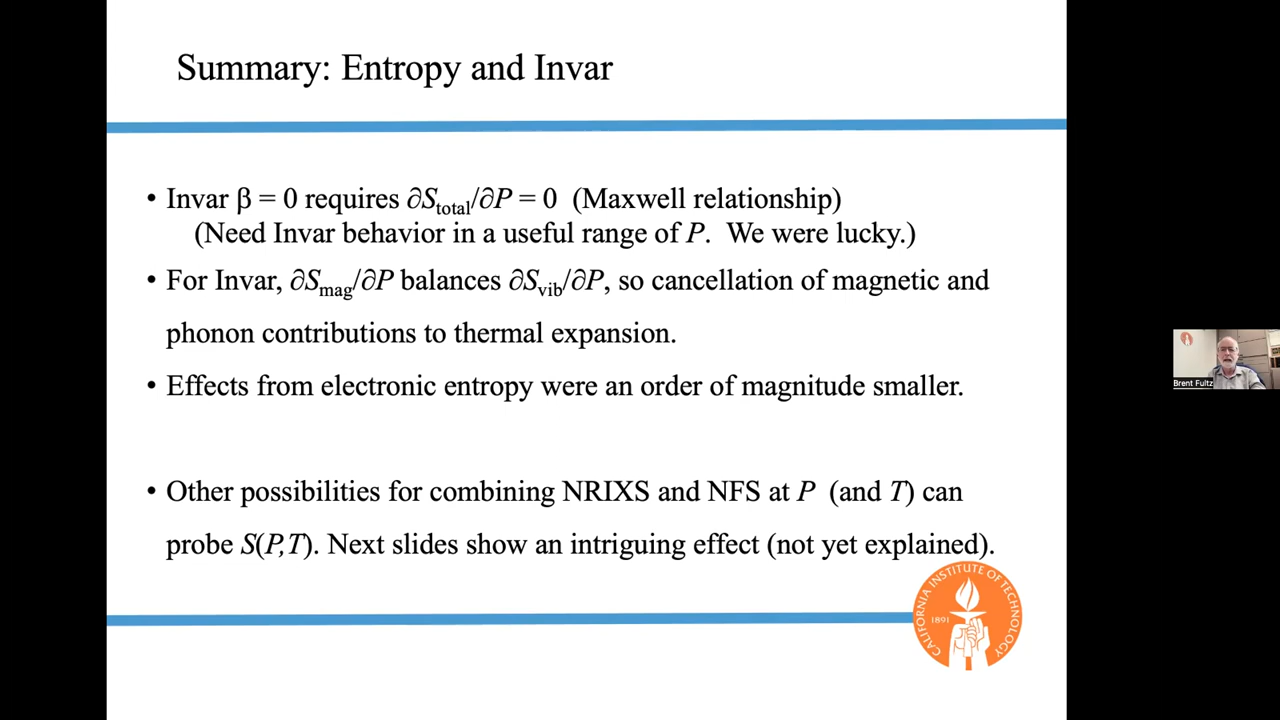 Summary: Entropy and Invar
• Invar β = 0 requires ∂S_total/∂P = 0 (Maxwell relationship)
(Need Invar behavior in a useful range of P. We were lucky.)
• For Invar, ∂S_mag/∂P balances ∂S_vib/∂P, so cancellation of magnetic and
phonon contributions to thermal expansion.
• Effects from electronic entropy were an order of magnitude smaller.
Brent Fultz
• Other possibilities for combining NRIXS and NFS at P (and T) can
probe S(P,T). Next slides show an intriguing effect (not yet explained).
CALIFORNIA INSTITUTE OF TECHNOLOGY
1891